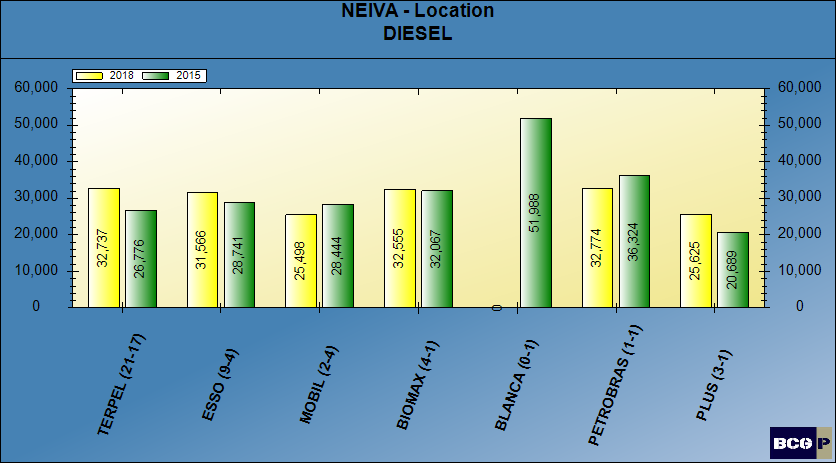 NEIVA - Location
DIESEL
2018 2015
60,000 60,000
50,000 50,000
40,000 40,000
30,000 30,000
20,000 20,000
10,000 10,000
0 0
32,737 26,776 31,566 28,741 25,498 28,444 32,555 32,067 0 51,988 32,774 36,324 25,625 20,689
TERPEL (21-17) ESSO (9-4) MOBIL (2-4) BIOMAX (4-1) BLANCA (0-1) PETROBRAS (1-1) PLUS (3-1)
BCOP